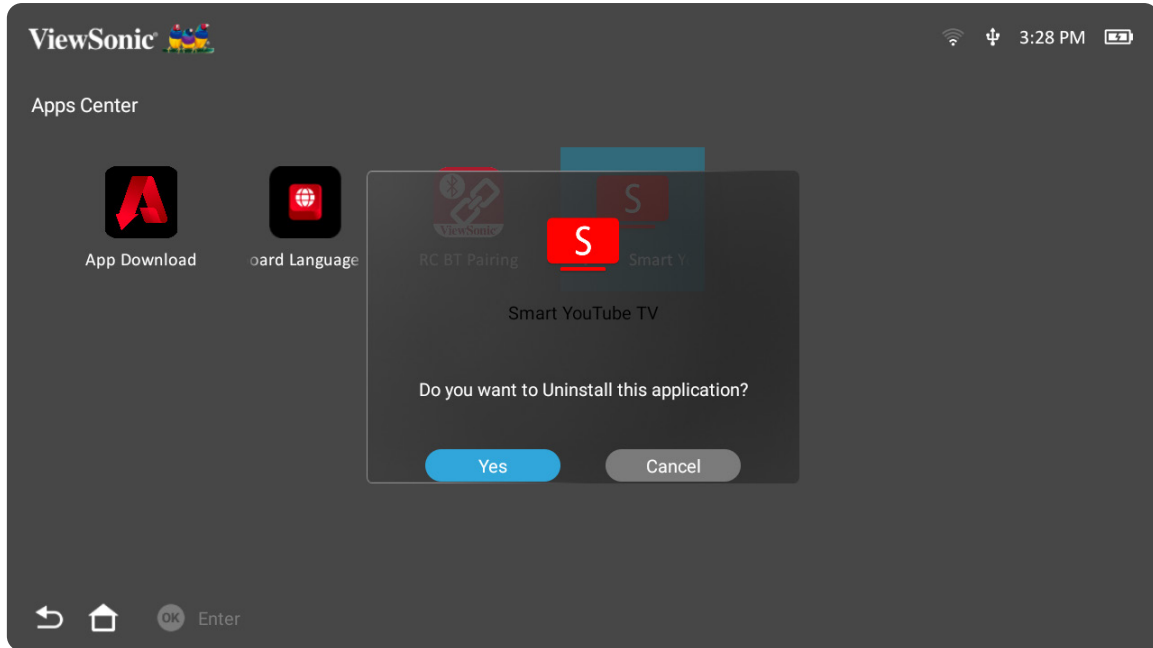 ViewSonic
3:28 PM
Apps Center
ViewSonic
S
App Download
oard Language
RC BT Pairing
S
Smart Y
Smart YouTube TV
Do you want to Uninstall this application?
Yes
Cancel
OK Enter